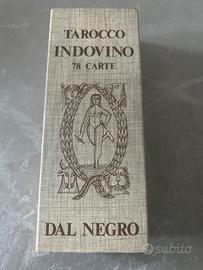 TAROCCO
INDOVINO
78 CARTE
DAL NEGRO
subito